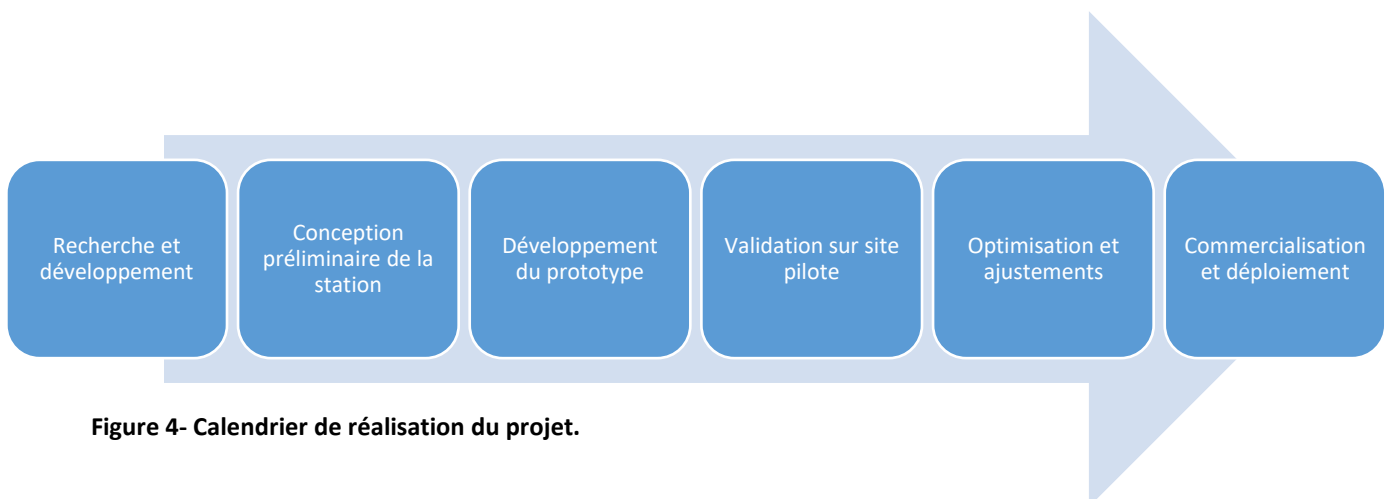 Recherche et
développement
Conception
préliminaire de la
station
Développement
du prototype
Validation sur site
pilote
Optimisation et
ajustements
Commercialisation
et déploiement
Figure 4- Calendrier de réalisation du projet.